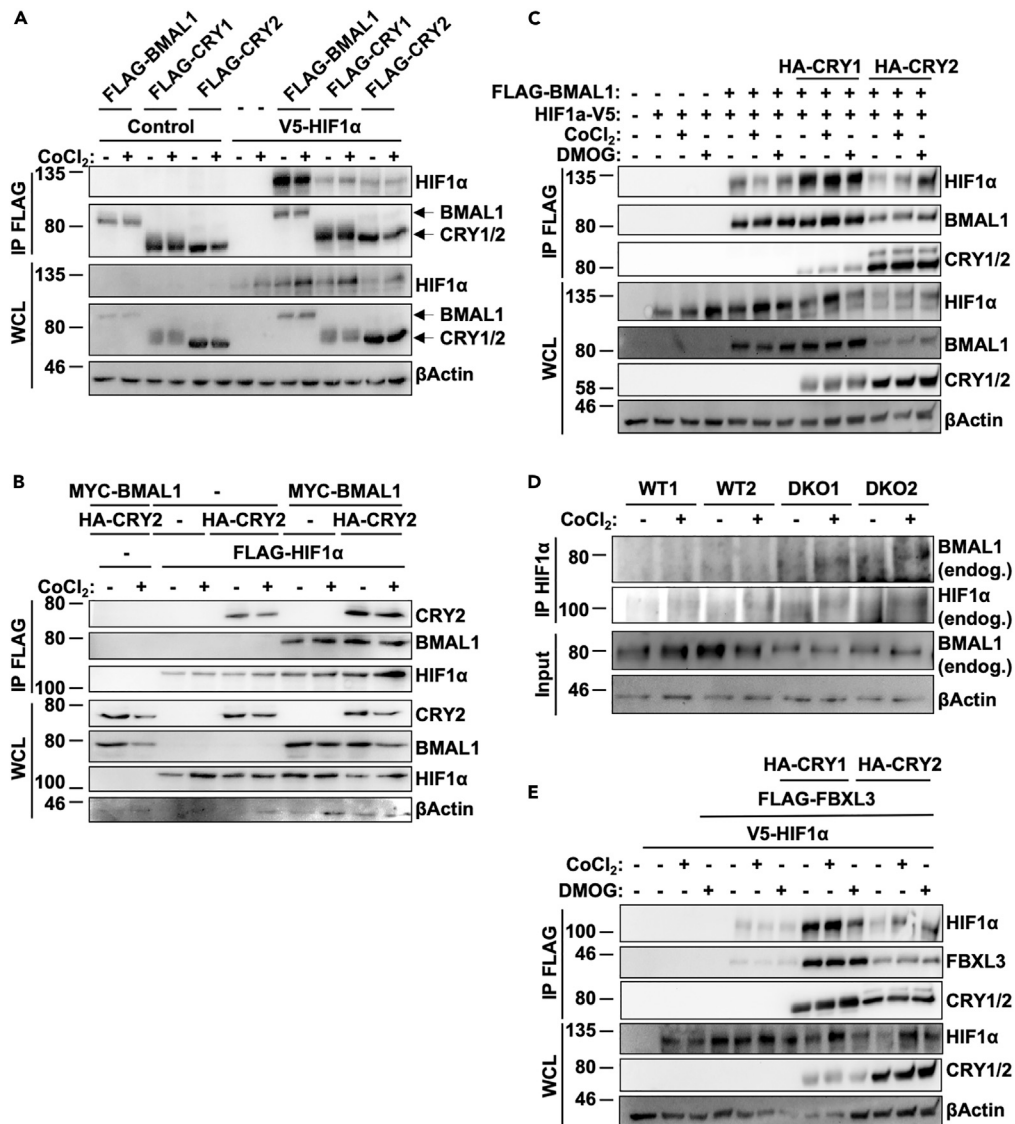 A
FLAG-BMAL1
FLAG-CRY1
FLAG-CRY2
- -
FLAG-BMAL1
FLAG-CRY1
FLAG-CRY2
Control
V5-HIF1α
CoCl2: - + - + - + - + - + - + - +
IP FLAG
135
HIF1α
80
BMAL1
CRY1/2
WCL
135
HIF1α
80
BMAL1
CRY1/2
46
βActin
B
MYC-BMAL1 - MYC-BMAL1
HA-CRY2 - HA-CRY2 - HA-CRY2
- FLAG-HIF1α
CoCl2: - + - + - + - + - +
IP FLAG
80
CRY2
80
BMAL1
100
HIF1α
WCL
80
CRY2
80
BMAL1
100
HIF1α
46
βActin
C
HA-CRY1 HA-CRY2
FLAG-BMAL1: - - - - + + + + + + + + +
HIF1a-V5: - + + + + + + + + + + + +
CoCl2: - - + - - + - - + - - + -
DMOG: - - - + - - + - - + - - +
IP FLAG
135
HIF1α
80
BMAL1
80
CRY1/2
WCL
135
HIF1α
80
BMAL1
58
CRY1/2
46
βActin
D
WT1 WT2 DKO1 DKO2
CoCl2: - + - + - + - +
IP HIF1α
80
BMAL1
(endog.)
100
HIF1α
(endog.)
Input
80
BMAL1
(endog.)
46
βActin
E
HA-CRY1 HA-CRY2
FLAG-FBXL3
V5-HIF1α
CoCl2: - - + - - + - - + - - + -
DMOG: - - - + - - + - - + - - +
IP FLAG
100
HIF1α
46
FBXL3
80
CRY1/2
WCL
135
HIF1α
80
CRY1/2
46
βActin